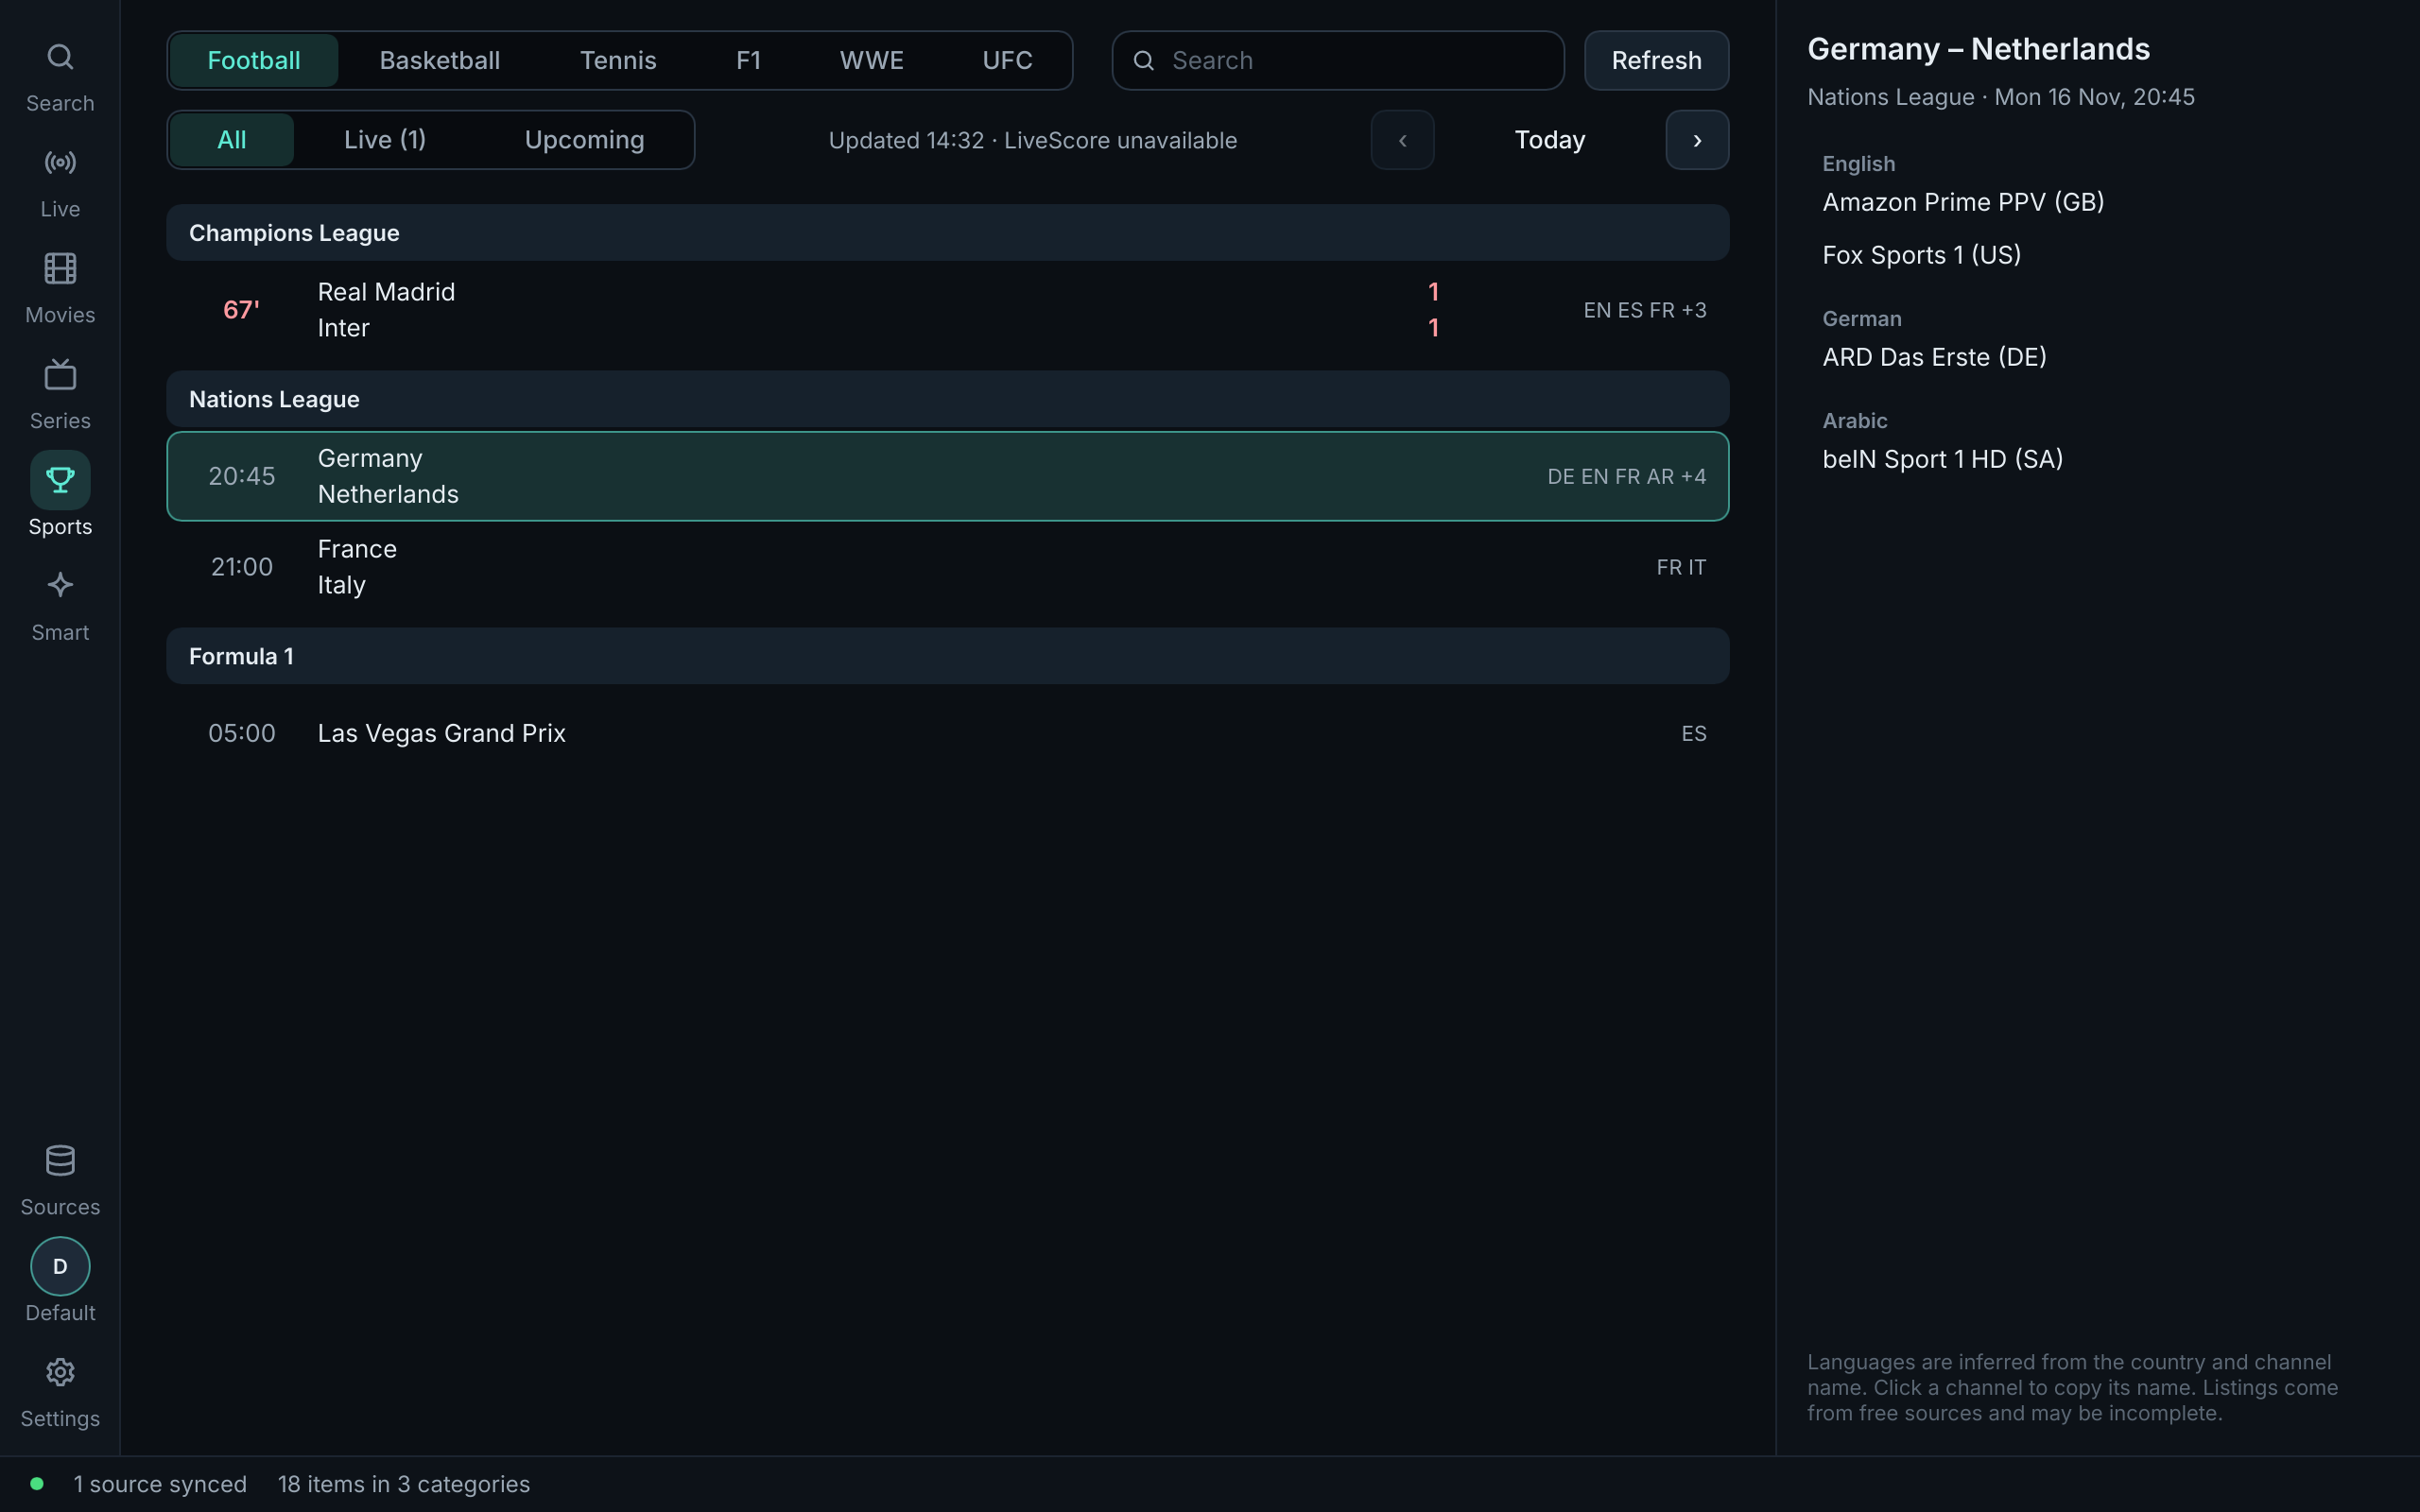 Search
Live
Movies
Series
Sports
Smart
Sources
D
Default
Settings
Football Basketball Tennis F1 WWE UFC
Search
Refresh
All Live (1) Upcoming
Updated 14:32 · LiveScore unavailable
‹ Today ›
Champions League
67'
Real Madrid 1
Inter 1
EN ES FR +3
Nations League
20:45
Germany
Netherlands
DE EN FR AR +4
21:00
France
Italy
FR IT
Formula 1
05:00 Las Vegas Grand Prix ES
Germany – Netherlands
Nations League · Mon 16 Nov, 20:45
English
Amazon Prime PPV (GB)
Fox Sports 1 (US)
German
ARD Das Erste (DE)
Arabic
beIN Sport 1 HD (SA)
Languages are inferred from the country and channel
name. Click a channel to copy its name. Listings come
from free sources and may be incomplete.
1 source synced 18 items in 3 categories